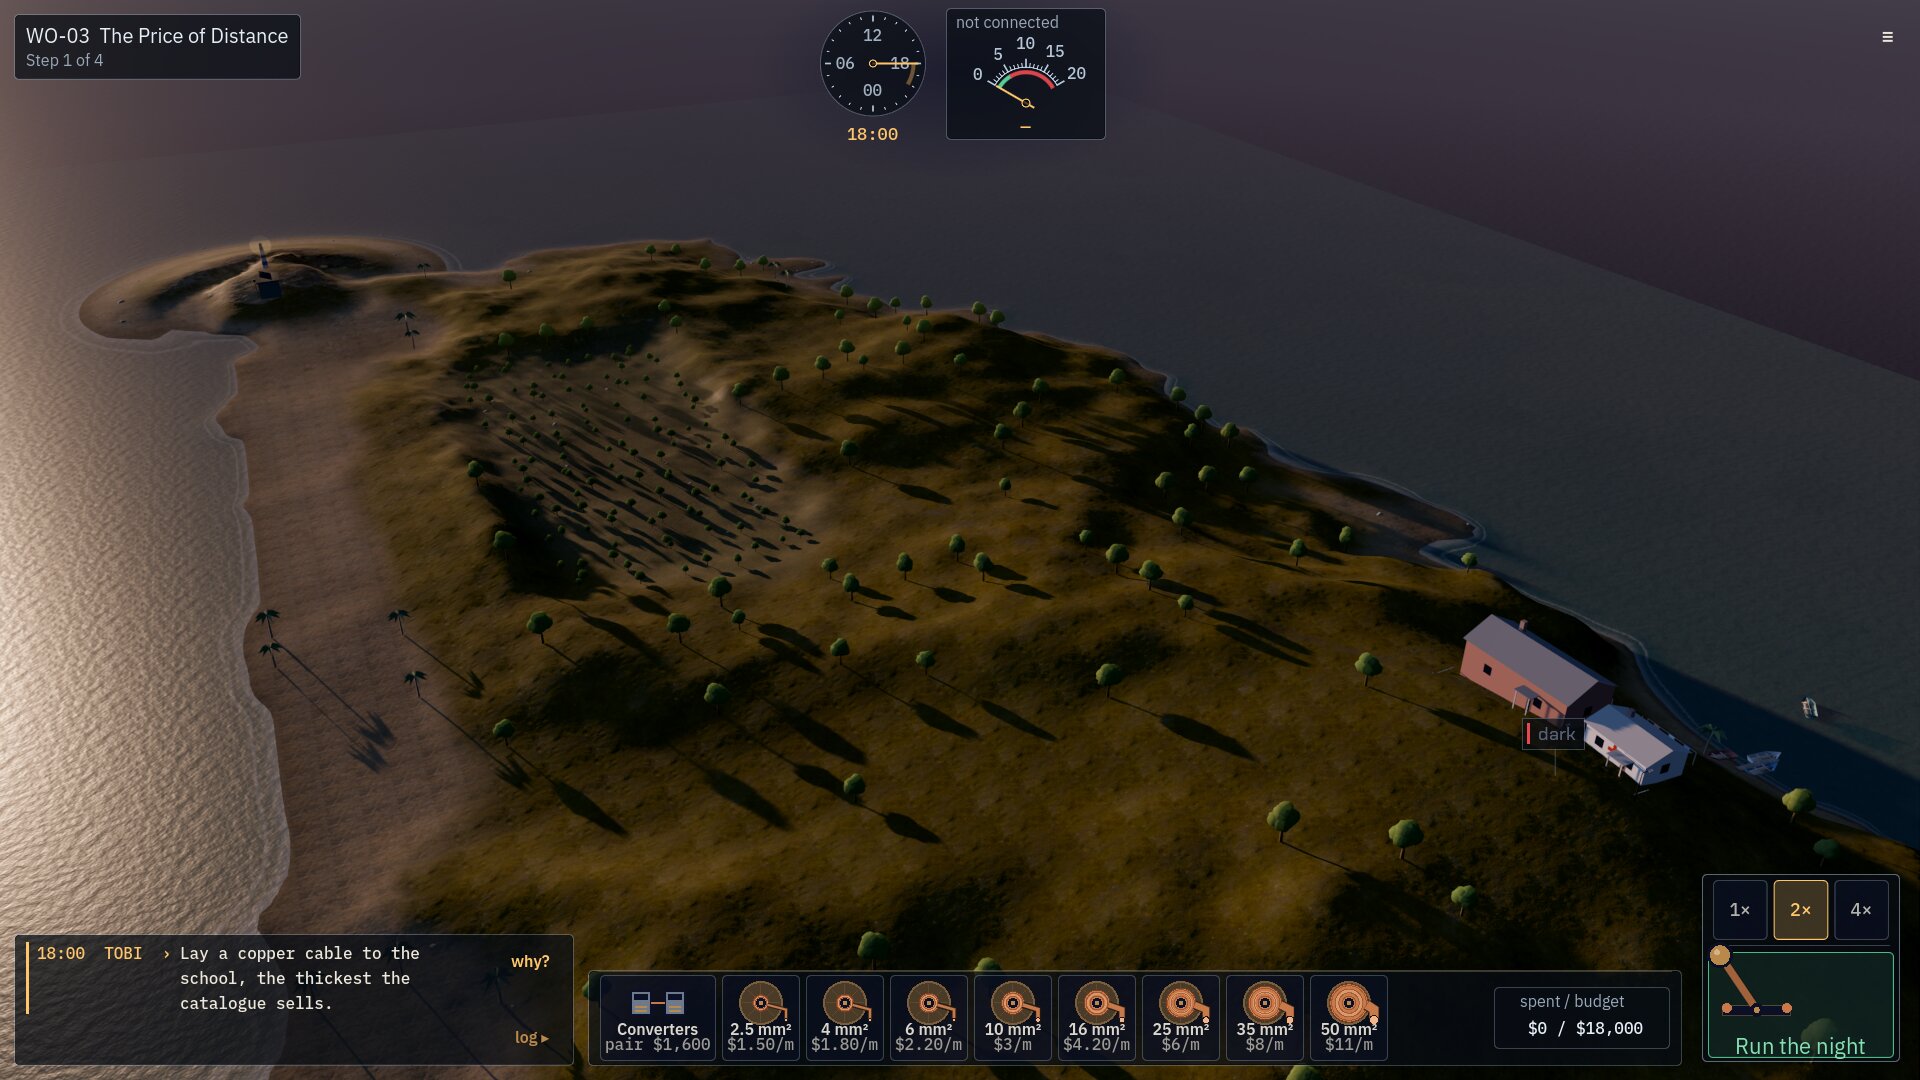 WO-03 The Price of Distance
Step 1 of 4
12
06 18
00
18:00
not connected
0 5 10 15 20
—
≡
dark
18:00 TOBI › Lay a copper cable to the
school, the thickest the
catalogue sells.
why?
log ▸
Converters
pair $1,600
2.5 mm²
$1.50/m
4 mm²
$1.80/m
6 mm²
$2.20/m
10 mm²
$3/m
16 mm²
$4.20/m
25 mm²
$6/m
35 mm²
$8/m
50 mm²
$11/m
spent / budget
$0 / $18,000
1× 2× 4×
Run the night